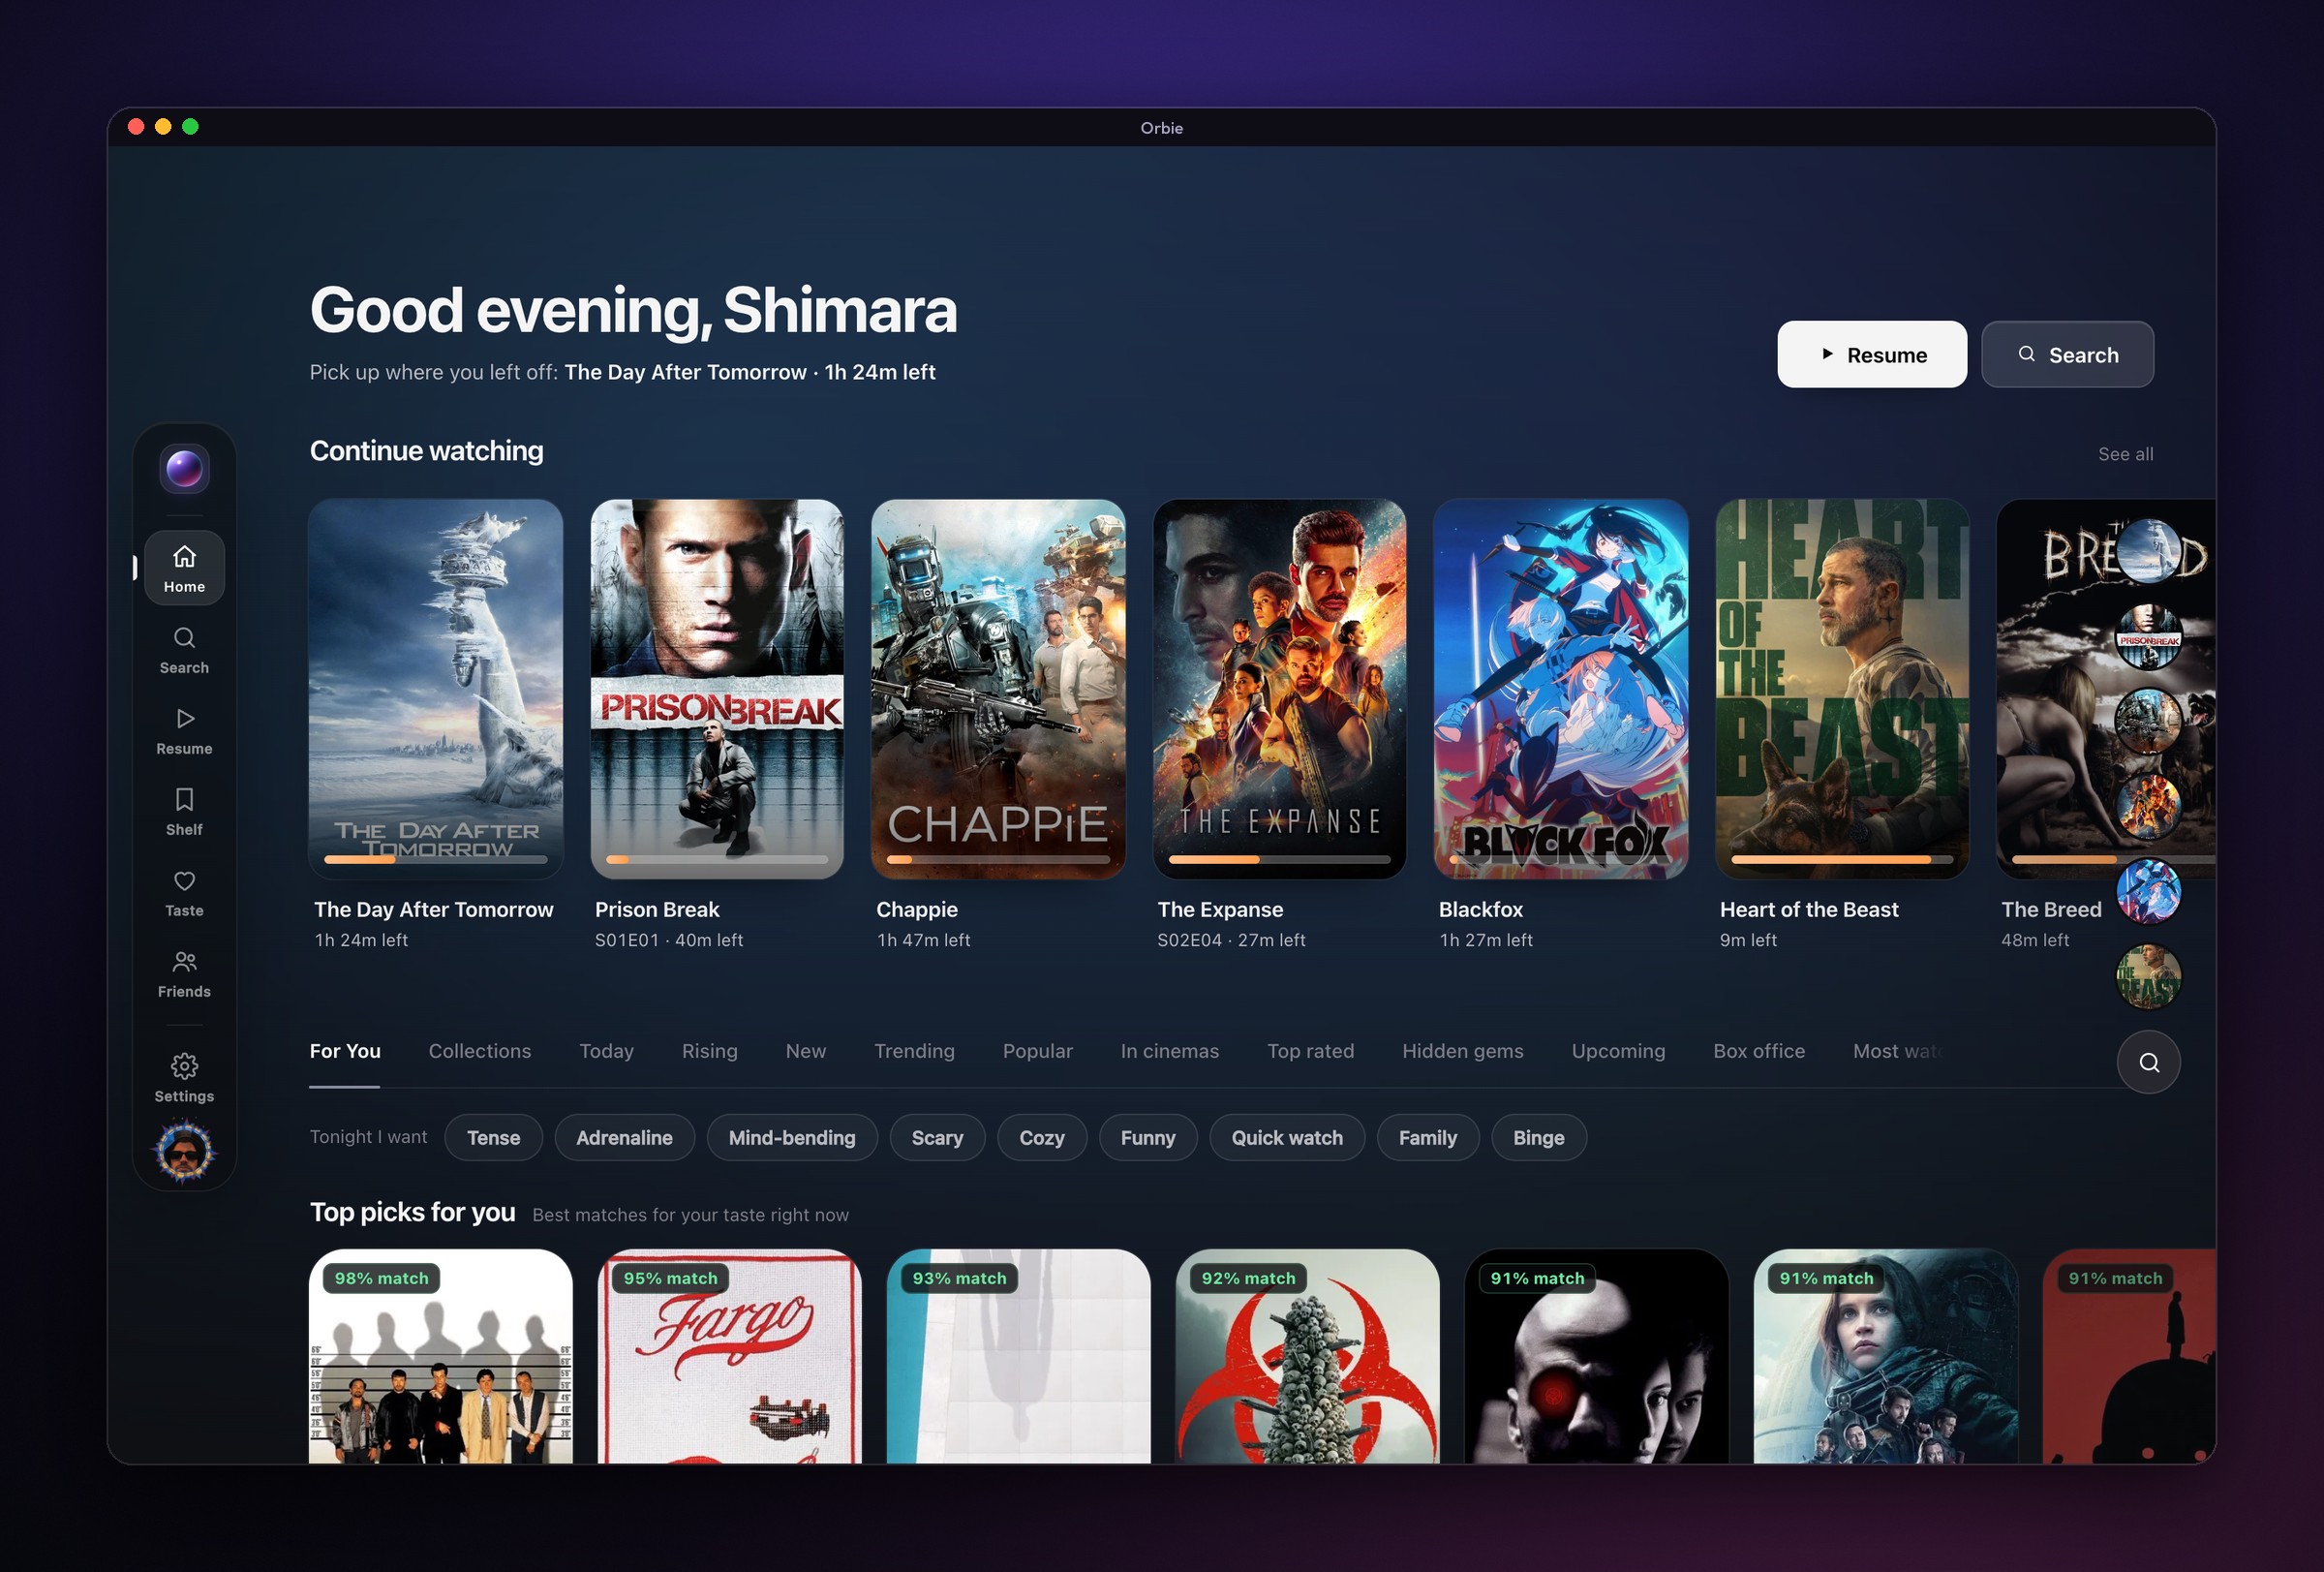 Orbie
Good evening, Shimara
Pick up where you left off: The Day After Tomorrow · 1h 24m left
Resume
Search
Continue watching
See all
Home
Search
Resume
Shelf
Taste
Friends
Settings
THE DAY AFTER
TOMORROW
PRISON BREAK
CHAPPiE
THE EXPANSE
BLACK FOX
HEART
OF
THE
BEAST
PRISON BREAK
The Day After Tomorrow
1h 24m left
Prison Break
S01E01 · 40m left
Chappie
1h 47m left
The Expanse
S02E04 · 27m left
Blackfox
1h 27m left
Heart of the Beast
9m left
The Breed
48m left
For You
Collections
Today
Rising
New
Trending
Popular
In cinemas
Top rated
Hidden gems
Upcoming
Box office
Most
Tonight I want
Tense
Adrenaline
Mind-bending
Scary
Cozy
Funny
Quick watch
Family
Binge
Top picks for you
Best matches for your taste right now
98% match
95% match
93% match
92% match
91% match
91% match
91% match
Fargo